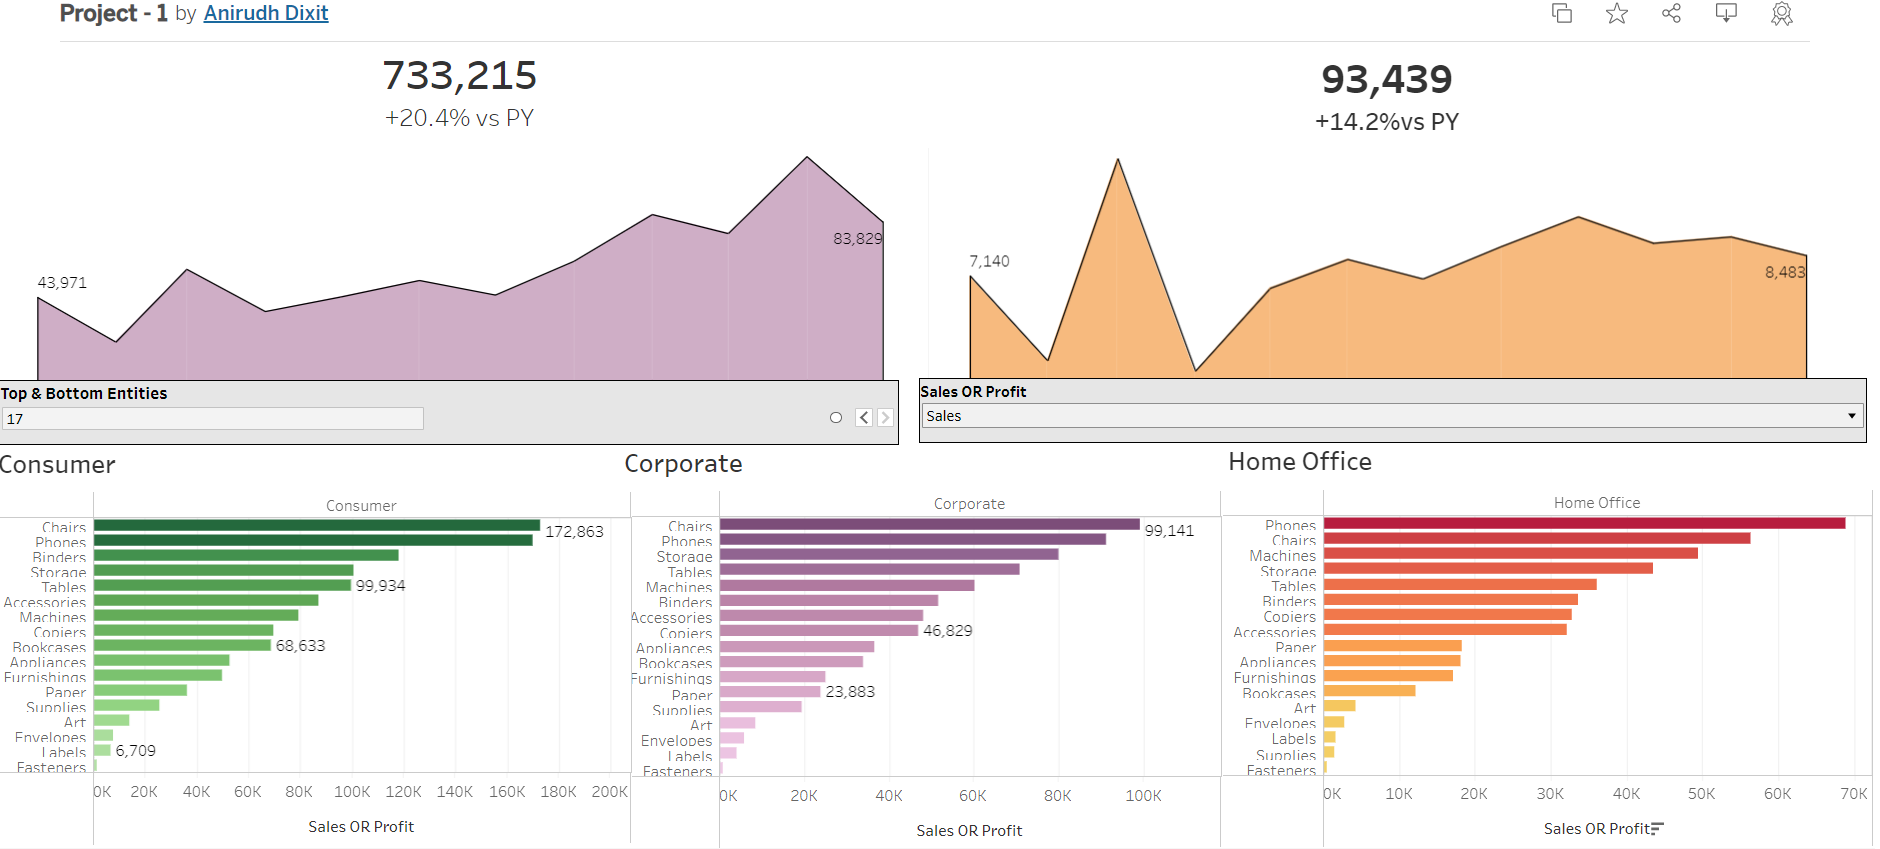 Project - 1 by Anirudh Dixit
733,215
+20.4% vs PY
93,439
+14.2%vs PY
43,971
83,829
7,140
8,483
Top & Bottom Entities
17
Sales OR Profit
Sales
Consumer
Consumer
Chairs
172,863
Phones
Binders
Storage
Tables
99,934
Accessories
Machines
Copiers
Bookcases
68,633
Appliances
Furnishings
Paper
Supplies
Art
Envelopes
Labels
6,709
Fasteners
0K 20K 40K 60K 80K 100K 120K 140K 160K 180K 200K
Sales OR Profit
Corporate
Corporate
Chairs
99,141
Phones
Storage
Tables
Machines
Binders
Accessories
Copiers
46,829
Appliances
Bookcases
Furnishings
Paper
23,883
Supplies
Art
Envelopes
Labels
Fasteners
0K 20K 40K 60K 80K 100K
Sales OR Profit
Home Office
Home Office
Phones
Chairs
Machines
Storage
Tables
Binders
Copiers
Accessories
Paper
Appliances
Furnishings
Bookcases
Art
Envelopes
Labels
Supplies
Fasteners
0K 10K 20K 30K 40K 50K 60K 70K
Sales OR Profit